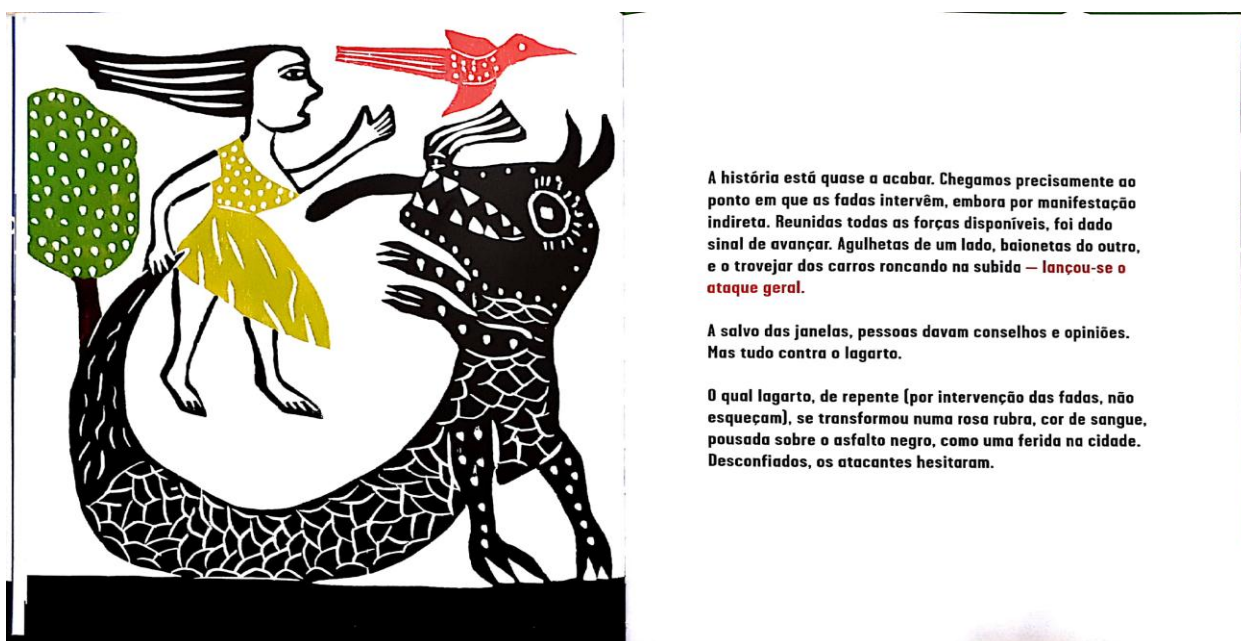 A história está quase a acabar. Chegamos precisamente ao
ponto em que as fadas intervêm, embora por manifestação
indireta. Reunidas todas as forças disponíveis, foi dado
sinal de avançar. Agulhetas de um lado, baionetas do outro,
e o trovejar dos carros roncando na subida — lançou-se o
ataque geral.
A salvo das janelas, pessoas davam conselhos e opiniões.
Mas tudo contra o lagarto.
O qual lagarto, de repente (por intervenção das fadas, não
esqueçam), se transformou numa rosa rubra, cor de sangue,
pousada sobre o asfalto negro, como uma ferida na cidade.
Desconfiados, os atacantes hesitaram.